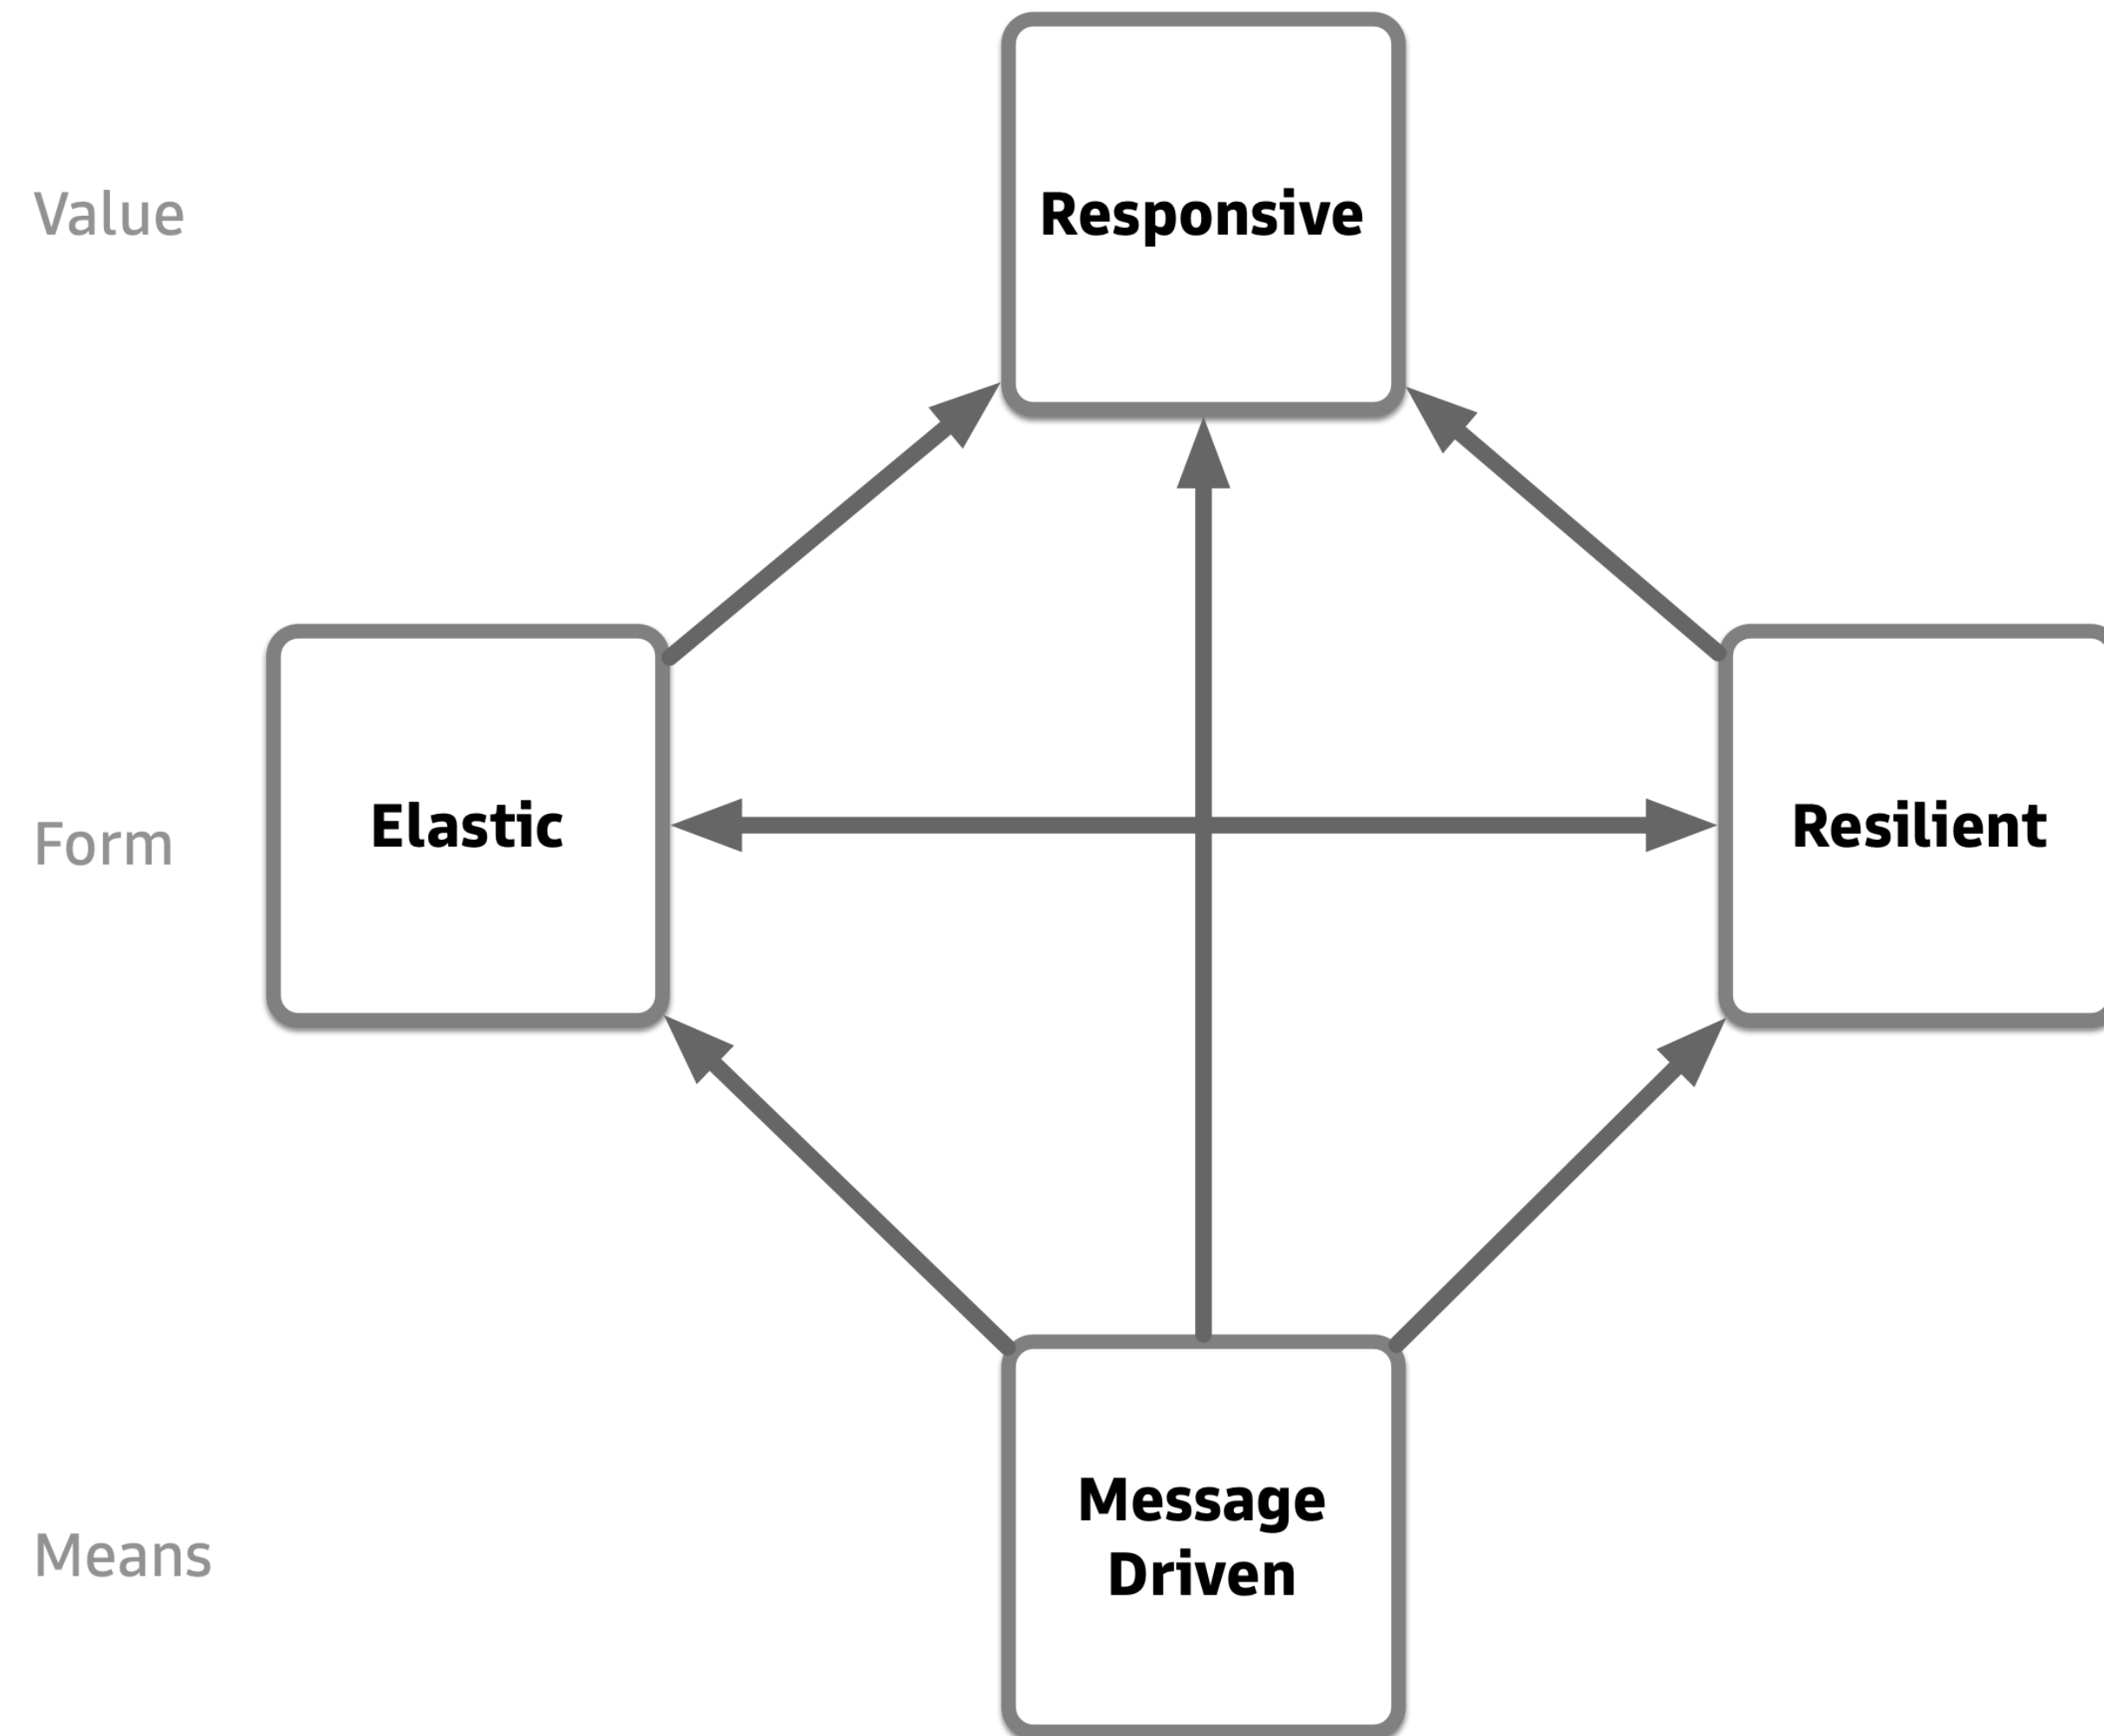 Value
Responsive
Form
Elastic
Resilient
Means
Message
Driven